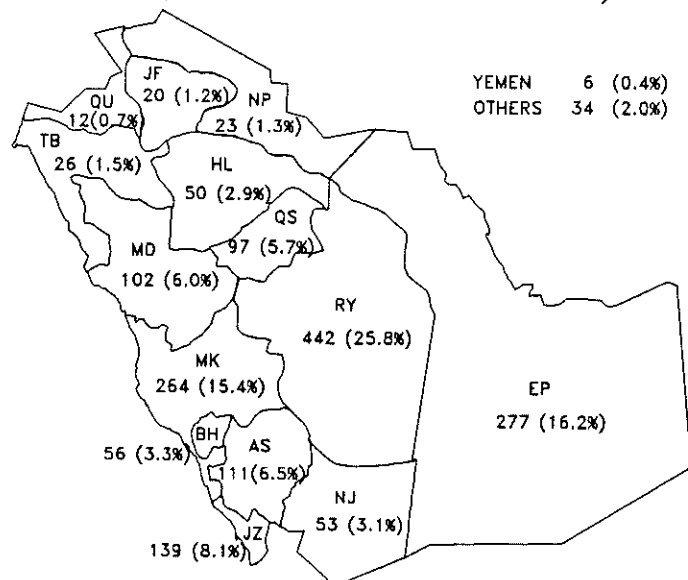 JF
20 (1.2%)
QU
12(0.7%)
NP
23 (1.3%)
YEMEN 6 (0.4%)
OTHERS 34 (2.0%)
TB
26 (1.5%)
HL
50 (2.9%)
QS
97 (5.7%)
MD
102 (6.0%)
RY
442 (25.8%)
MK
264 (15.4%)
EP
277 (16.2%)
BH
56 (3.3%)
AS
111(6.5%)
NJ
53 (3.1%)
JZ
139 (8.1%)